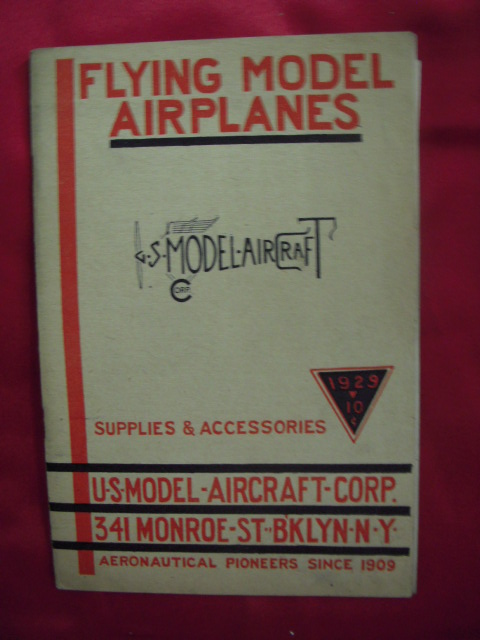 FLYING MODEL
AIRPLANES
U·S·MODEL·AIRCRAFT
CORP.
1929
10
¢
SUPPLIES & ACCESSORIES
U·S·MODEL-AIRCRAFT-CORP.
341 MONROE-ST-BKLYN-N-Y-
AERONAUTICAL PIONEERS SINCE 1909